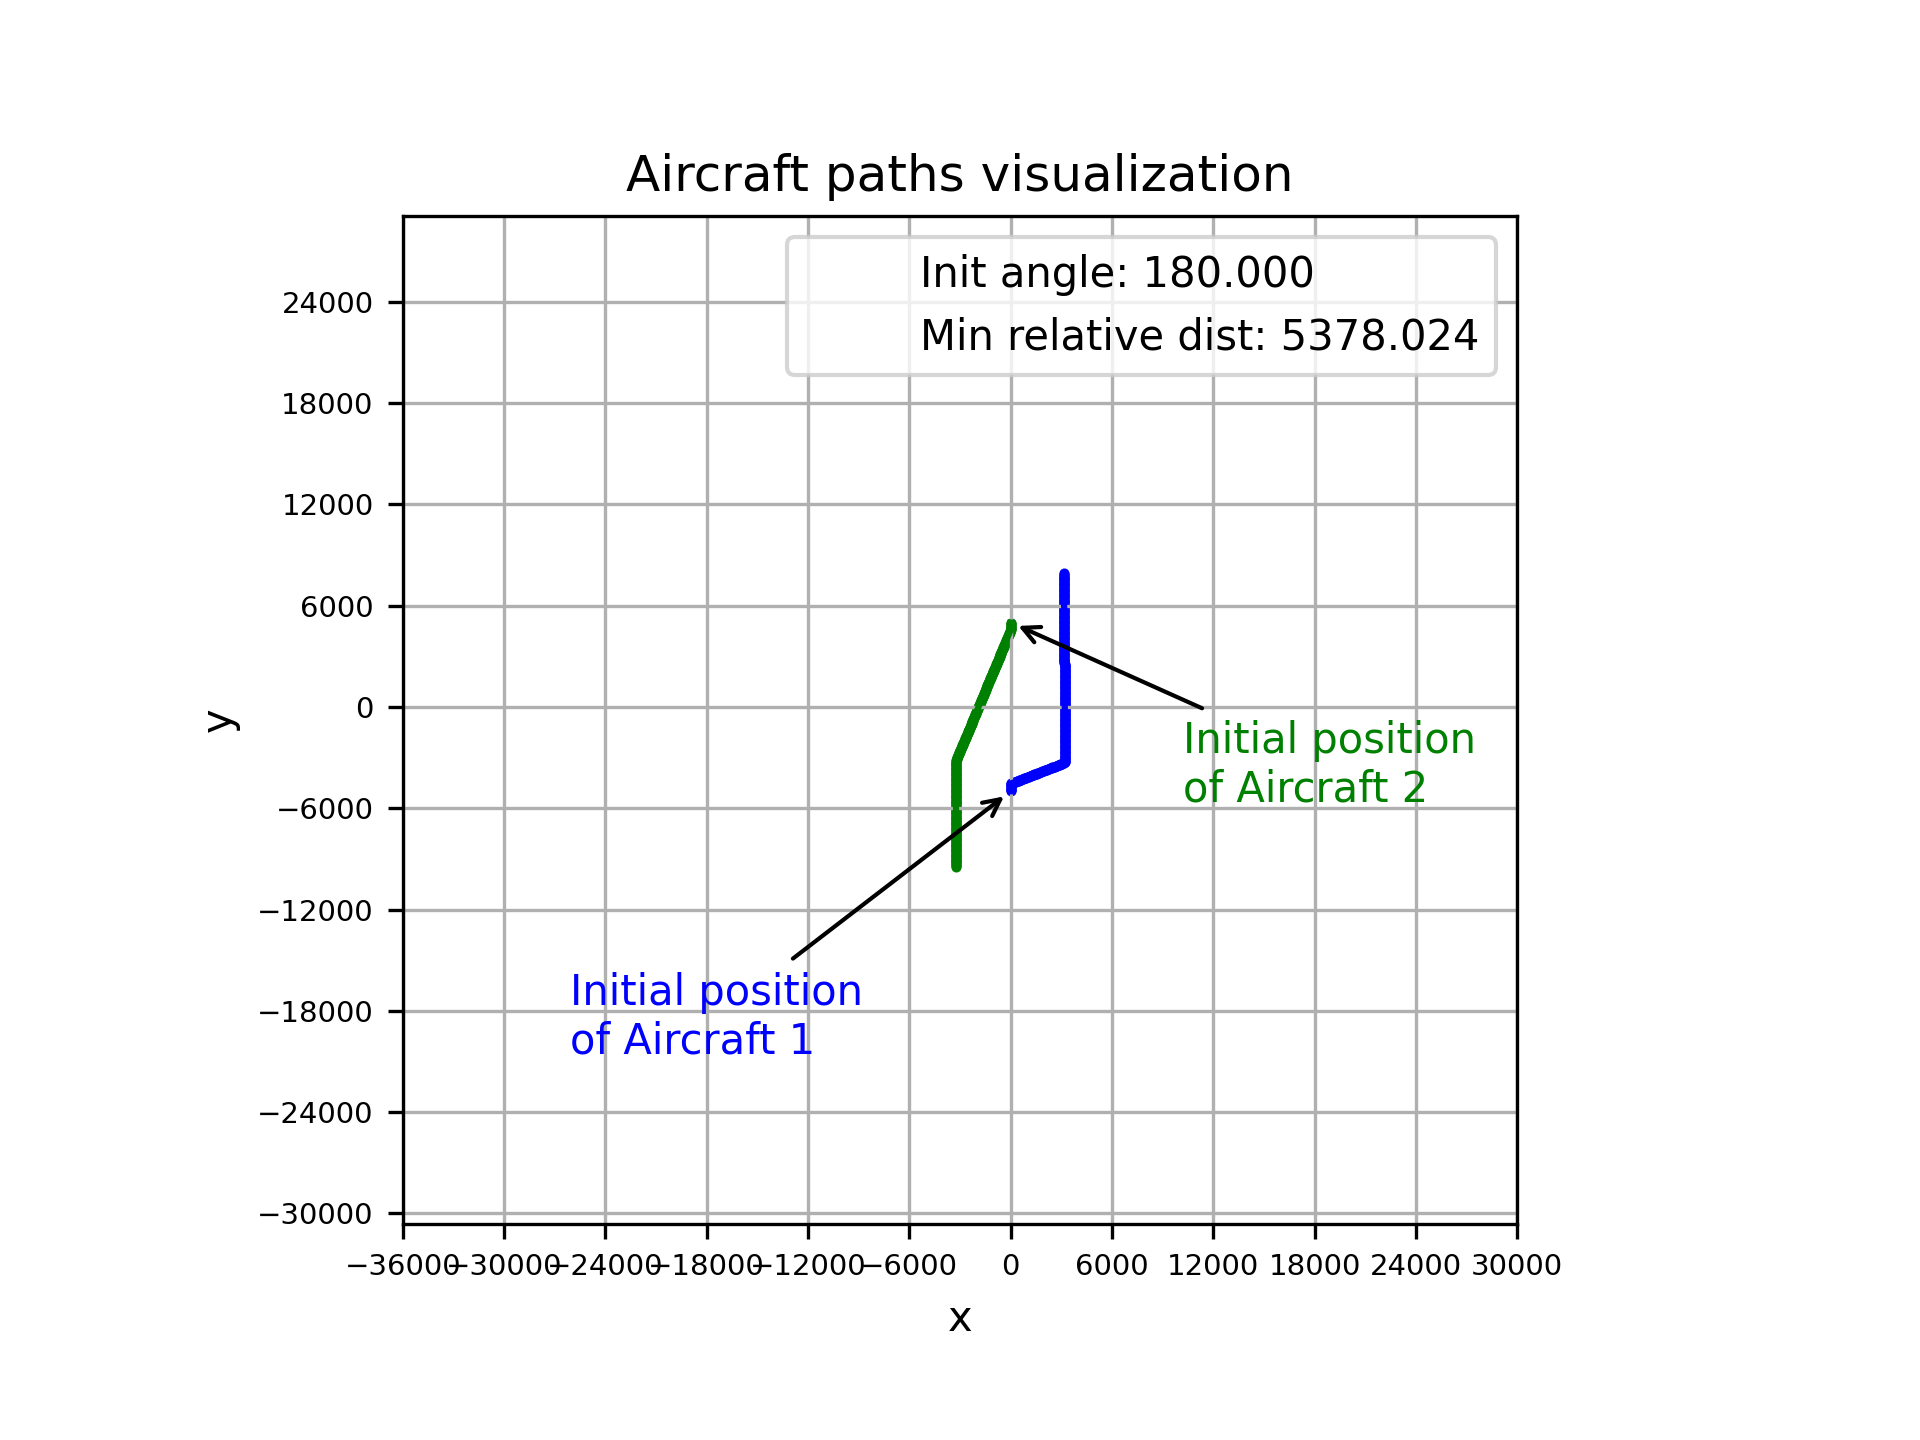 Aircraft paths visualization
Init angle: 180.000
Min relative dist: 5378.024
24000
18000
12000
6000
0
−6000
−12000
−18000
−24000
−30000
y
Initial position
of Aircraft 2
Initial position
of Aircraft 1
−36000 −30000 −24000 −18000 −12000 −6000 0 6000 12000 18000 24000 30000
x